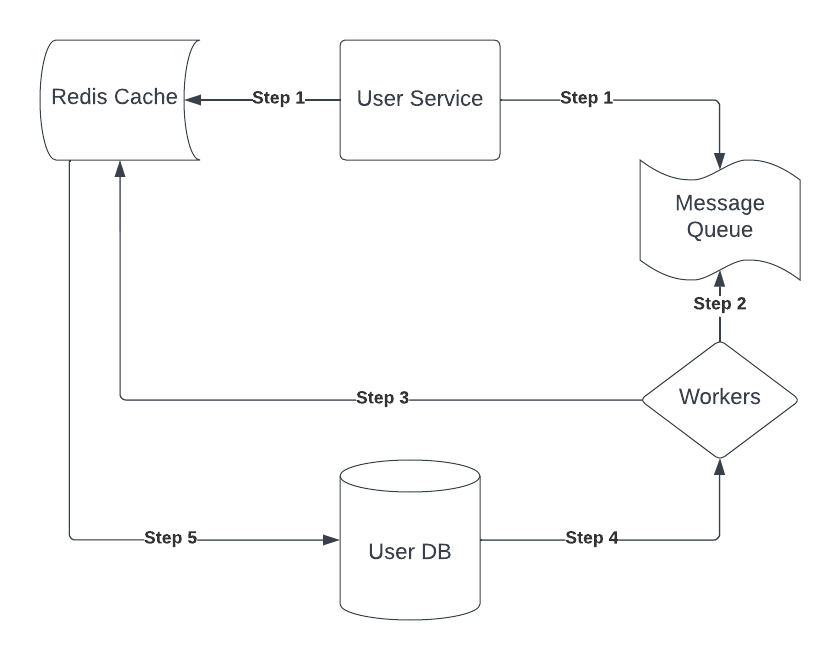 Redis Cache
Step 1
User Service
Step 1
Message
Queue
Step 2
Workers
Step 3
Step 5
User DB
Step 4